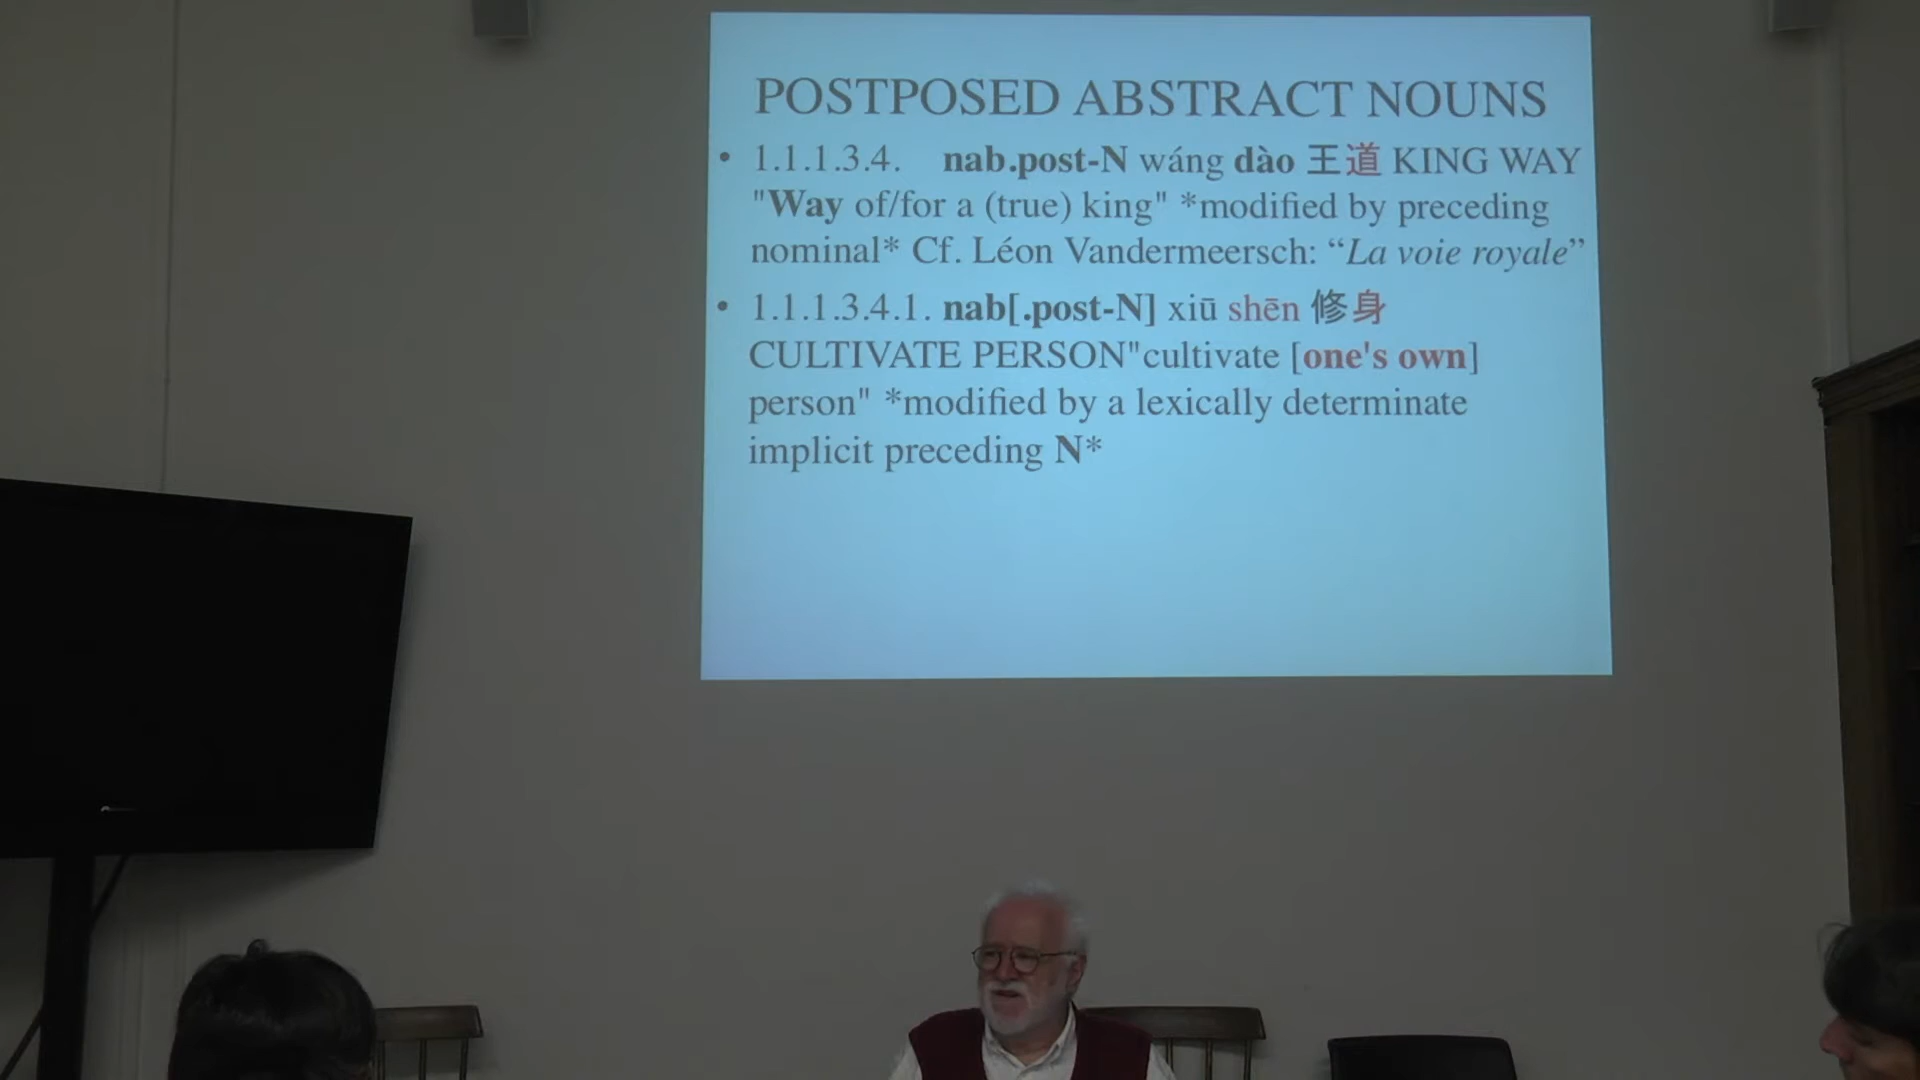 POSTPOSED ABSTRACT NOUNS
• 1.1.1.3.4. nab.post-N wáng dào 王道 KING WAY
"Way of/for a (true) king" *modified by preceding
nominal* Cf. Léon Vandermeersch: “La voie royale”
• 1.1.1.3.4.1. nab[.post-N] xiū shēn 修身
CULTIVATE PERSON"cultivate [one's own]
person" *modified by a lexically determinate
implicit preceding N*